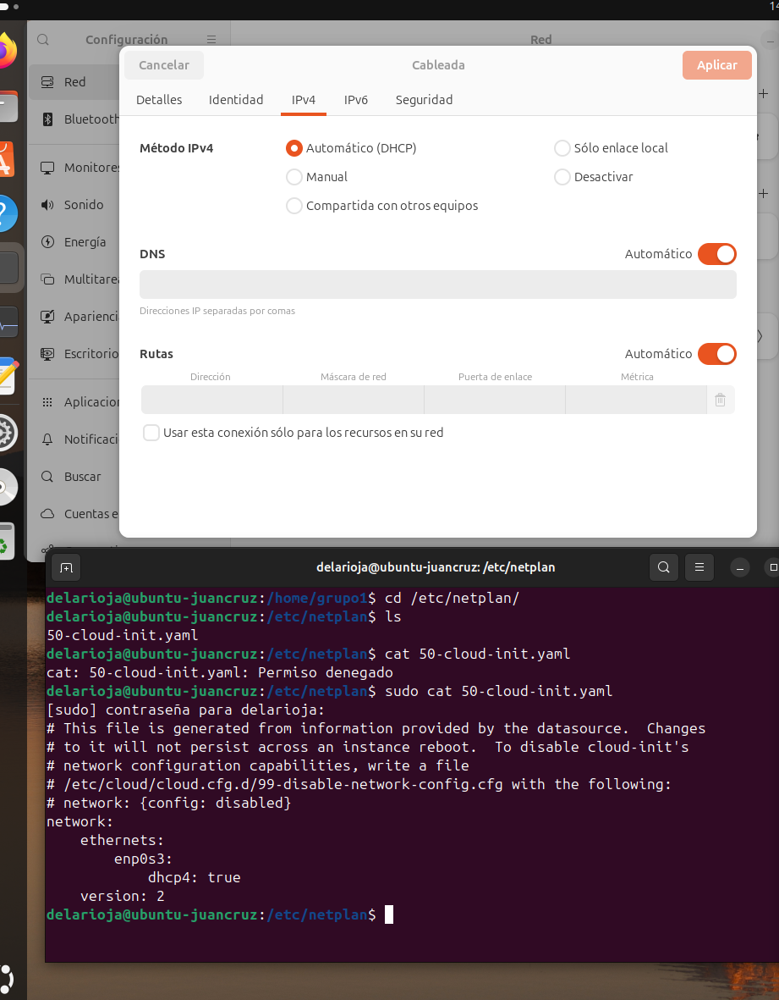 14
Configuración
Red
Cancelar
Cableada
Aplicar
Red
Detalles
Identidad
IPv4
IPv6
Seguridad
Bluetooth
Método IPv4
Automático (DHCP)
Sólo enlace local
Monitores
Manual
Desactivar
Sonido
Compartida con otros equipos
Energía
DNS
Automático
Multitarea
Direcciones IP separadas por comas
Aparienci
Escritorio
Rutas
Automático
Dirección
Máscara de red
Puerta de enlace
Métrica
Aplicacion
Usar esta conexión sólo para los recursos en su red
Notificaci
Buscar
Cuentas e
delarioja@ubuntu-juancruz: /etc/netplan
delarioja@ubuntu-juancruz:/home/grupo1$ cd /etc/netplan/
delarioja@ubuntu-juancruz:/etc/netplan$ ls
50-cloud-init.yaml
delarioja@ubuntu-juancruz:/etc/netplan$ cat 50-cloud-init.yaml
cat: 50-cloud-init.yaml: Permiso denegado
delarioja@ubuntu-juancruz:/etc/netplan$ sudo cat 50-cloud-init.yaml
[sudo] contraseña para delarioja:
# This file is generated from information provided by the datasource.  Changes
# to it will not persist across an instance reboot.  To disable cloud-init's
# network configuration capabilities, write a file
# /etc/cloud/cloud.cfg.d/99-disable-network-config.cfg with the following:
# network: {config: disabled}
network:
    ethernets:
        enp0s3:
            dhcp4: true
    version: 2
delarioja@ubuntu-juancruz:/etc/netplan$